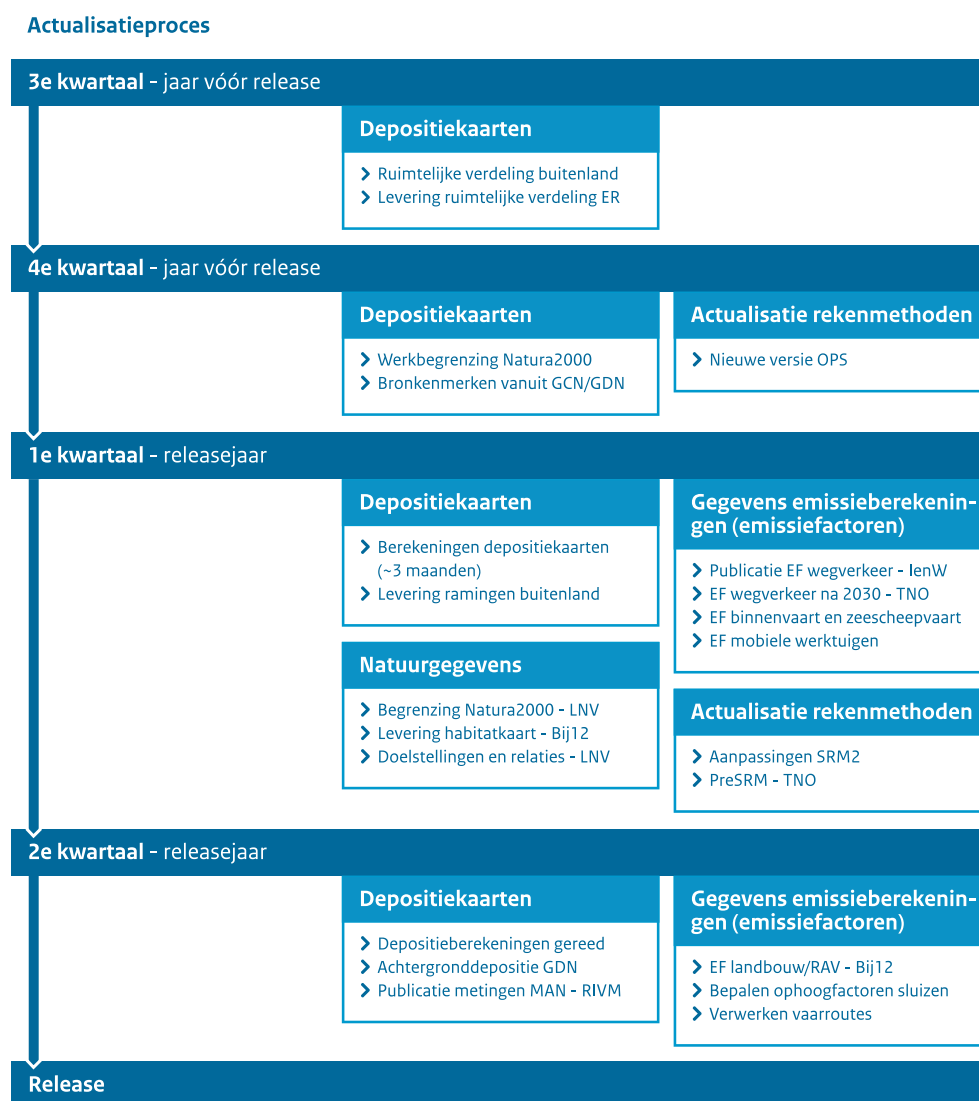 Actualisatieproces
3e kwartaal - jaar vóór release
Depositiekaarten
Ruimtelijke verdeling buitenland
Levering ruimtelijke verdeling ER
4e kwartaal - jaar vóór release
Depositiekaarten
Werkbegrenzing Natura2000
Bronkenmerken vanuit GCN/GDN
Actualisatie rekenmethoden
Nieuwe versie OPS
1e kwartaal - releasejaar
Depositiekaarten
Berekeningen depositiekaarten
(~3 maanden)
Levering ramingen buitenland
Natuurgegevens
Begrenzing Natura2000 - LNV
Levering habitatkaart - Bij12
Doelstellingen en relaties - LNV
Gegevens emissieberekenin-
gen (emissiefactoren)
Publicatie EF wegverkeer - IenW
EF wegverkeer na 2030 - TNO
EF binnenvaart en zeescheepvaart
EF mobiele werktuigen
Actualisatie rekenmethoden
Aanpassingen SRM2
PreSRM - TNO
2e kwartaal - releasejaar
Depositiekaarten
Depositieberekeningen gereed
Achtergronddepositie GDN
Publicatie metingen MAN - RIVM
Gegevens emissieberekenin-
gen (emissiefactoren)
EF landbouw/RAV - Bij12
Bepalen ophoogfactoren sluizen
Verwerken vaarroutes
Release